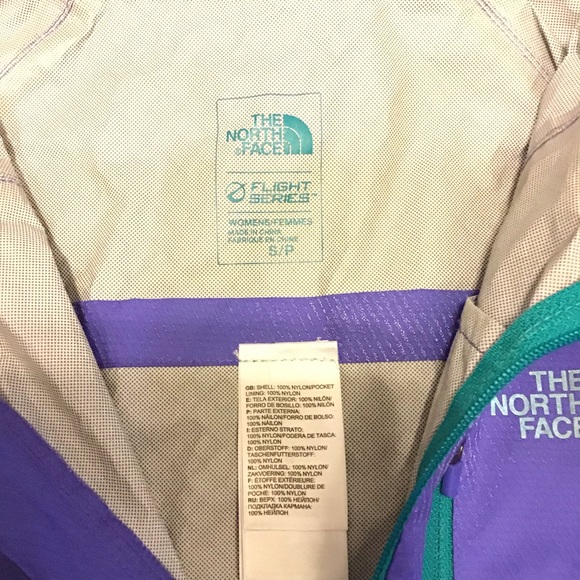 THE
NORTH
FACE
FLIGHT
SERIES™
WOMENS/FEMMES
MADE IN CHINA
FABRIQUÉ EN CHINE
S/P
GB: SHELL: 100% NYLON/POCKET
LINING: 100% NYLON
E: TELA EXTERIOR: 100% NILÓN/
FORRO DE BOSILLO: 100% NILÓN
P: PARTE EXTERNA:
100% NÁILON/FORRO DE BOLSO:
100% NÁILON
I: ESTERNO STRATO:
100% NYLON/FODERA DE TASCA:
100% NYLON
D: OBERSTOFF: 100% NYLON/
TASCHENFUTTERSTOFF:
100% NYLON
NL: OMHULSEL: 100% NYLON/
ZAKVOERING: 100% NYLON
F: ÉTOFFE EXTÉRIEURE:
100% NYLON/DOUBLURE DE
POCHE: 100% NYLON
RU: ВЕРХ: 100% НЕЙЛОН/
ПОДКЛАДКА КАРМАНА:
100% НЕЙЛОН
THE
NORTH
FACE